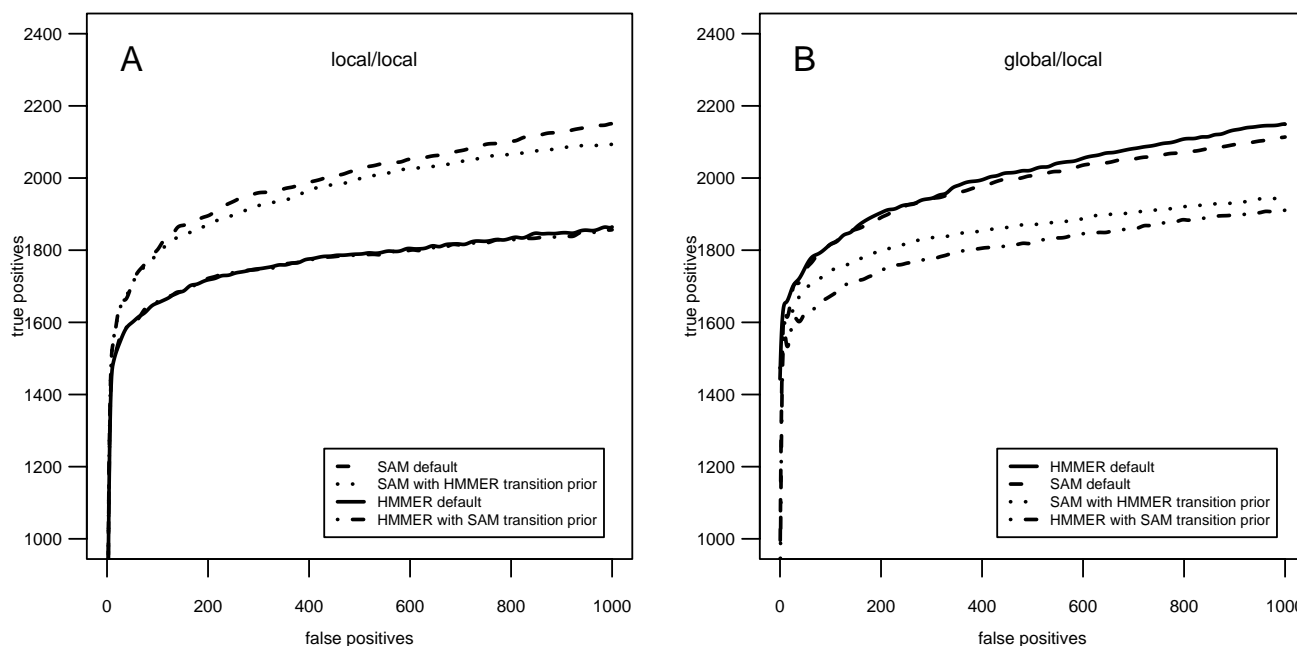 A
local/local
true positives
2400
2200
2000
1800
1600
1400
1200
1000
SAM default
SAM with HMMER transition prior
HMMER default
HMMER with SAM transition prior
0 200 400 600 800 1000
false positives
B
global/local
true positives
2400
2200
2000
1800
1600
1400
1200
1000
HMMER default
SAM default
SAM with HMMER transition prior
HMMER with SAM transition prior
0 200 400 600 800 1000
false positives